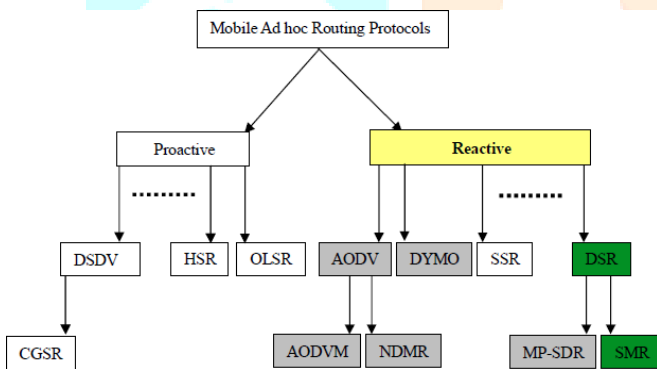 Mobile Ad hoc Routing Protocols
Proactive
Reactive
DSDV
HSR
OLSR
AODV
DYMO
SSR
DSR
CGSR
AODVM
NDMR
MP-SDR
SMR